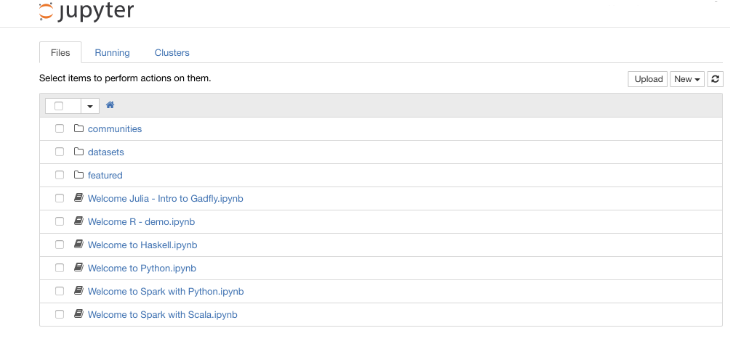 jupyter
Files Running Clusters
Select items to perform actions on them. Upload New
communities
datasets
featured
Welcome Julia - Intro to Gadfly.ipynb
Welcome R - demo.ipynb
Welcome to Haskell.ipynb
Welcome to Python.ipynb
Welcome to Spark with Python.ipynb
Welcome to Spark with Scala.ipynb